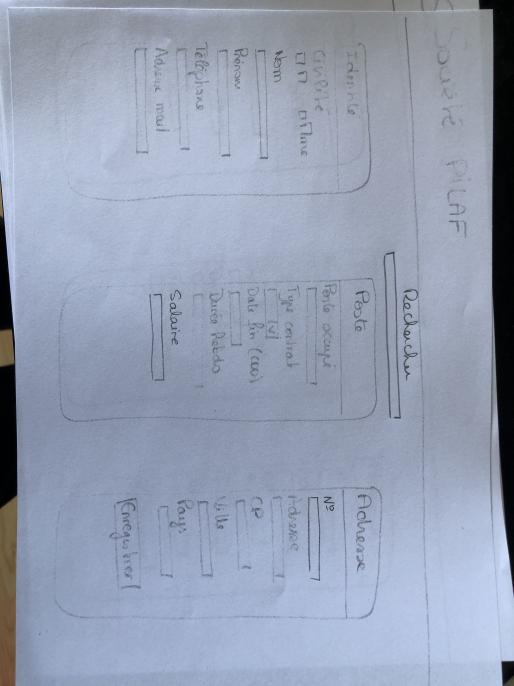 Société PILAF
Rechercher
Identité
Civilité
M Mme
Nom
Prénom
Téléphone
Adresse mail
Poste
Poste occupé
Type contrat
Date fin (CDD)
Durée Hebdo
Salaire
Adresse
N°
Adresse
CP
Ville
Pays
Enregistrer